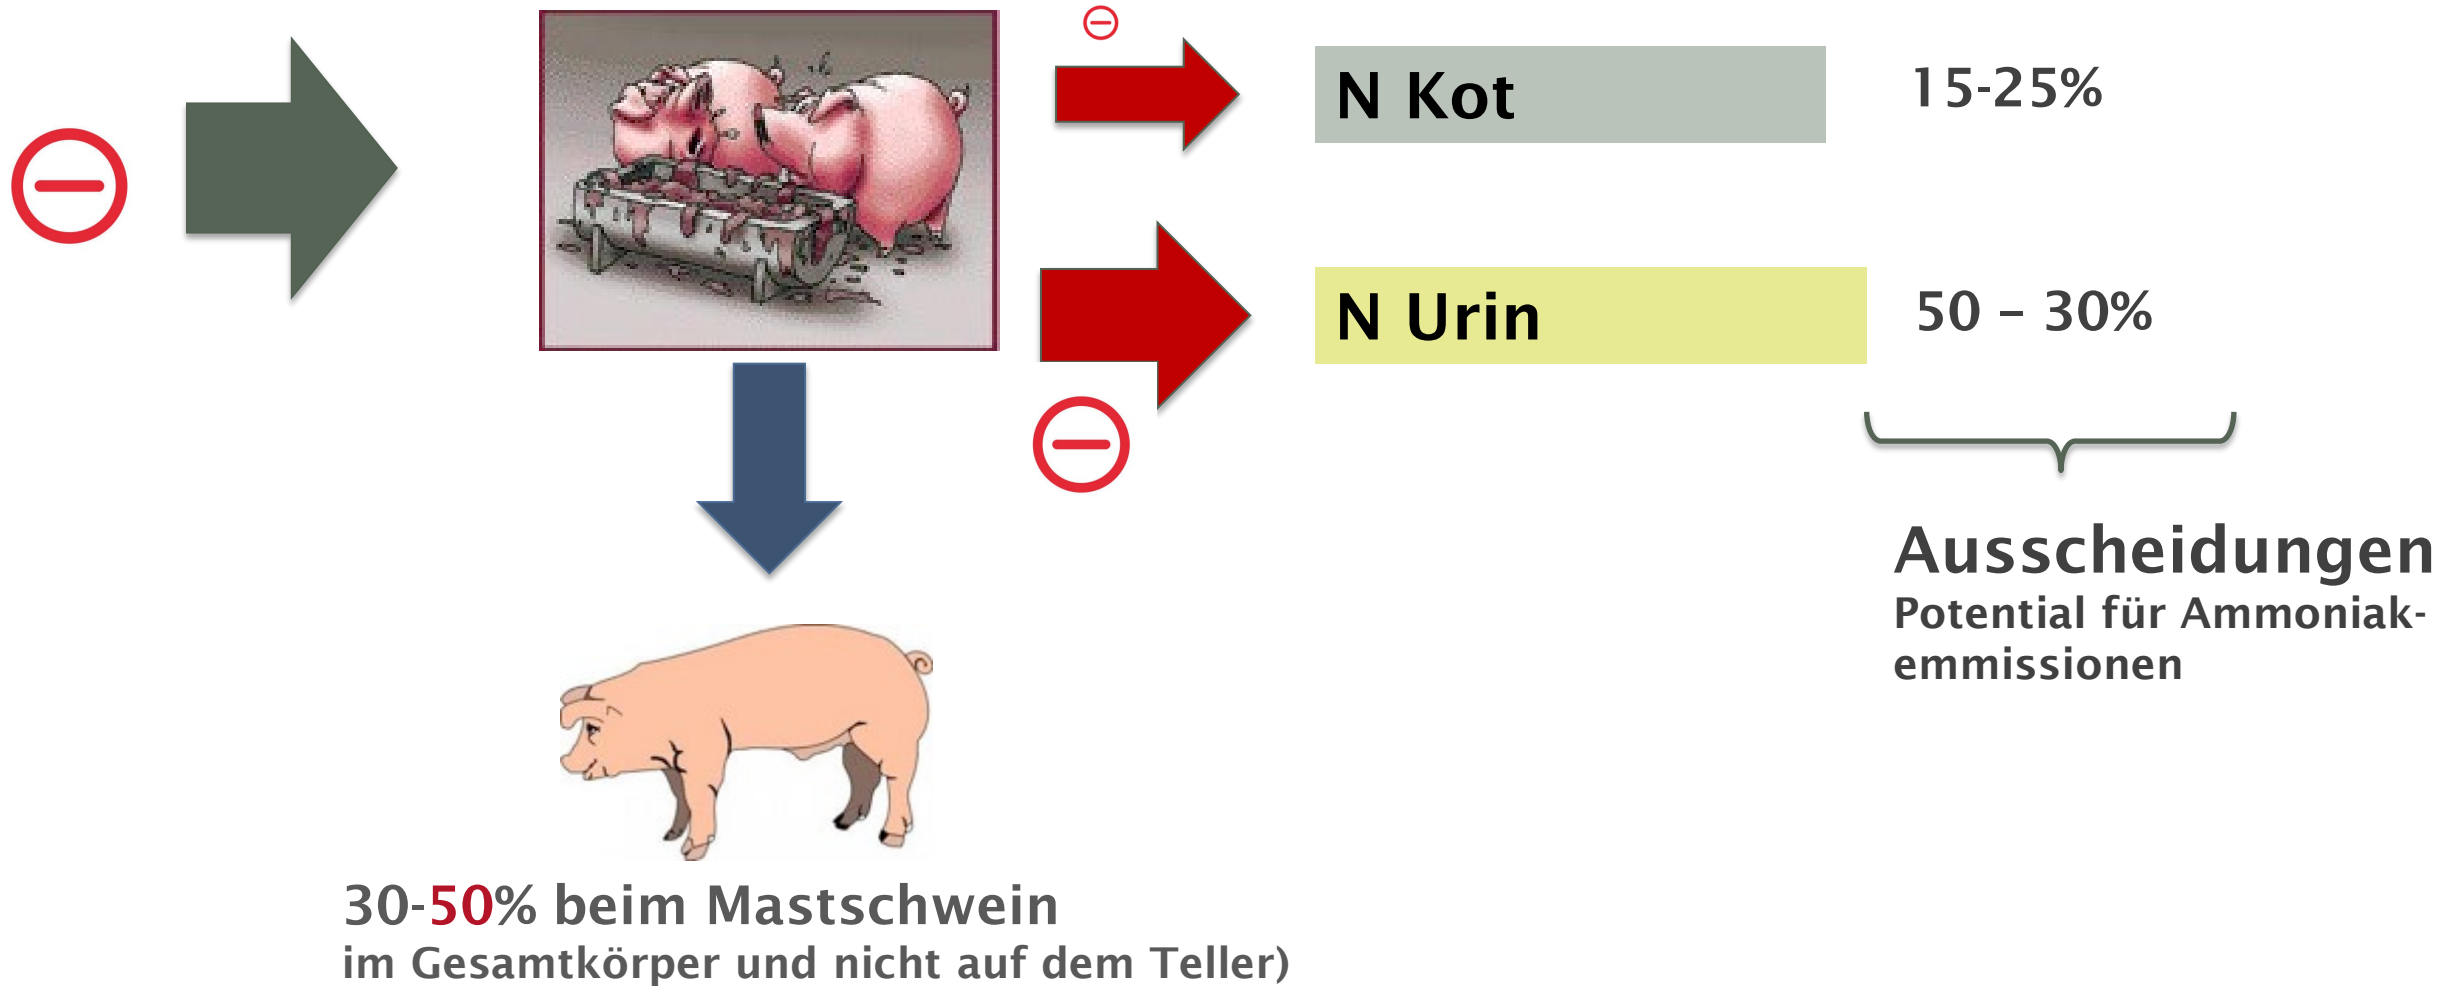 N Kot
15-25%
N Urin
50 – 30%
Ausscheidungen
Potential für Ammoniak-
emmissionen
30-50% beim Mastschwein
im Gesamtkörper und nicht auf dem Teller)